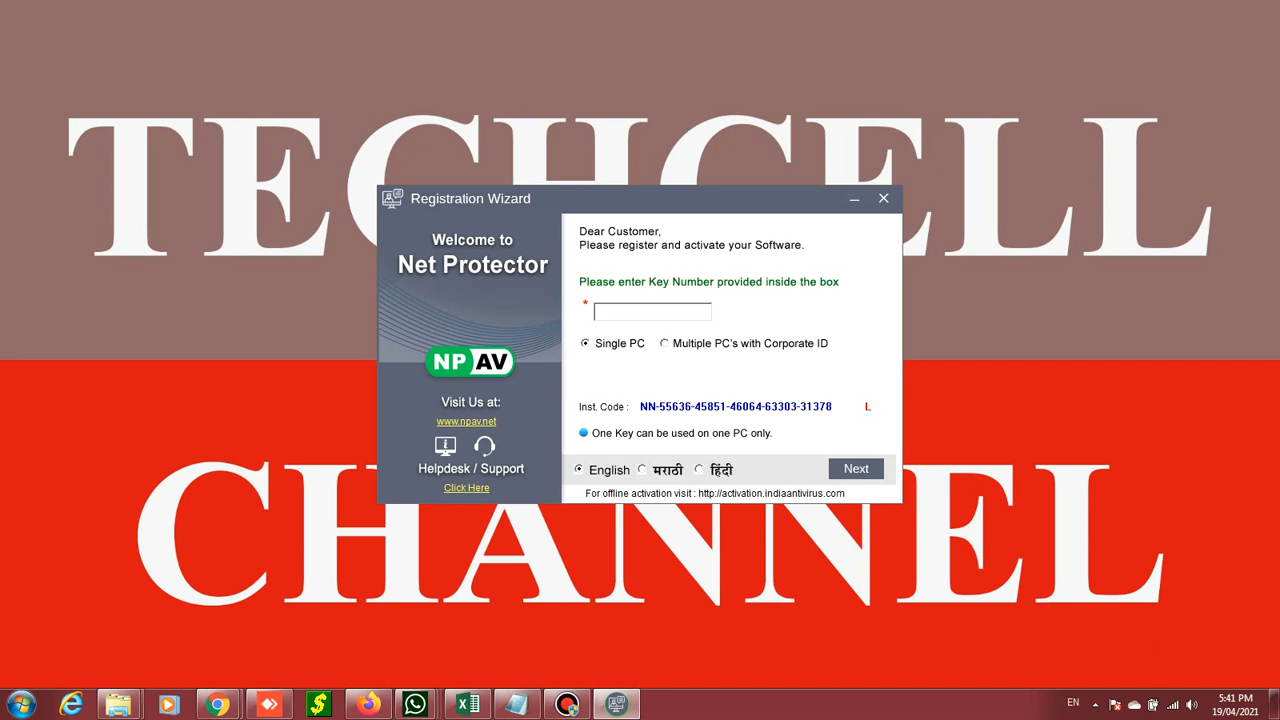 TECHCELL
Registration Wizard
Welcome to
Net Protector
NP AV
Visit Us at:
www.npav.net
Helpdesk / Support
Click Here
Dear Customer,
Please register and activate your Software.
Please enter Key Number provided inside the box
*
Single PC Multiple PC's with Corporate ID
Inst. Code : NN-55636-45851-46064-63303-31378 L
One Key can be used on one PC only.
English मराठी हिंदी Next
For offline activation visit : http://activation.indiaantivirus.com
CHANNEL
EN
5:41 PM
19/04/2021